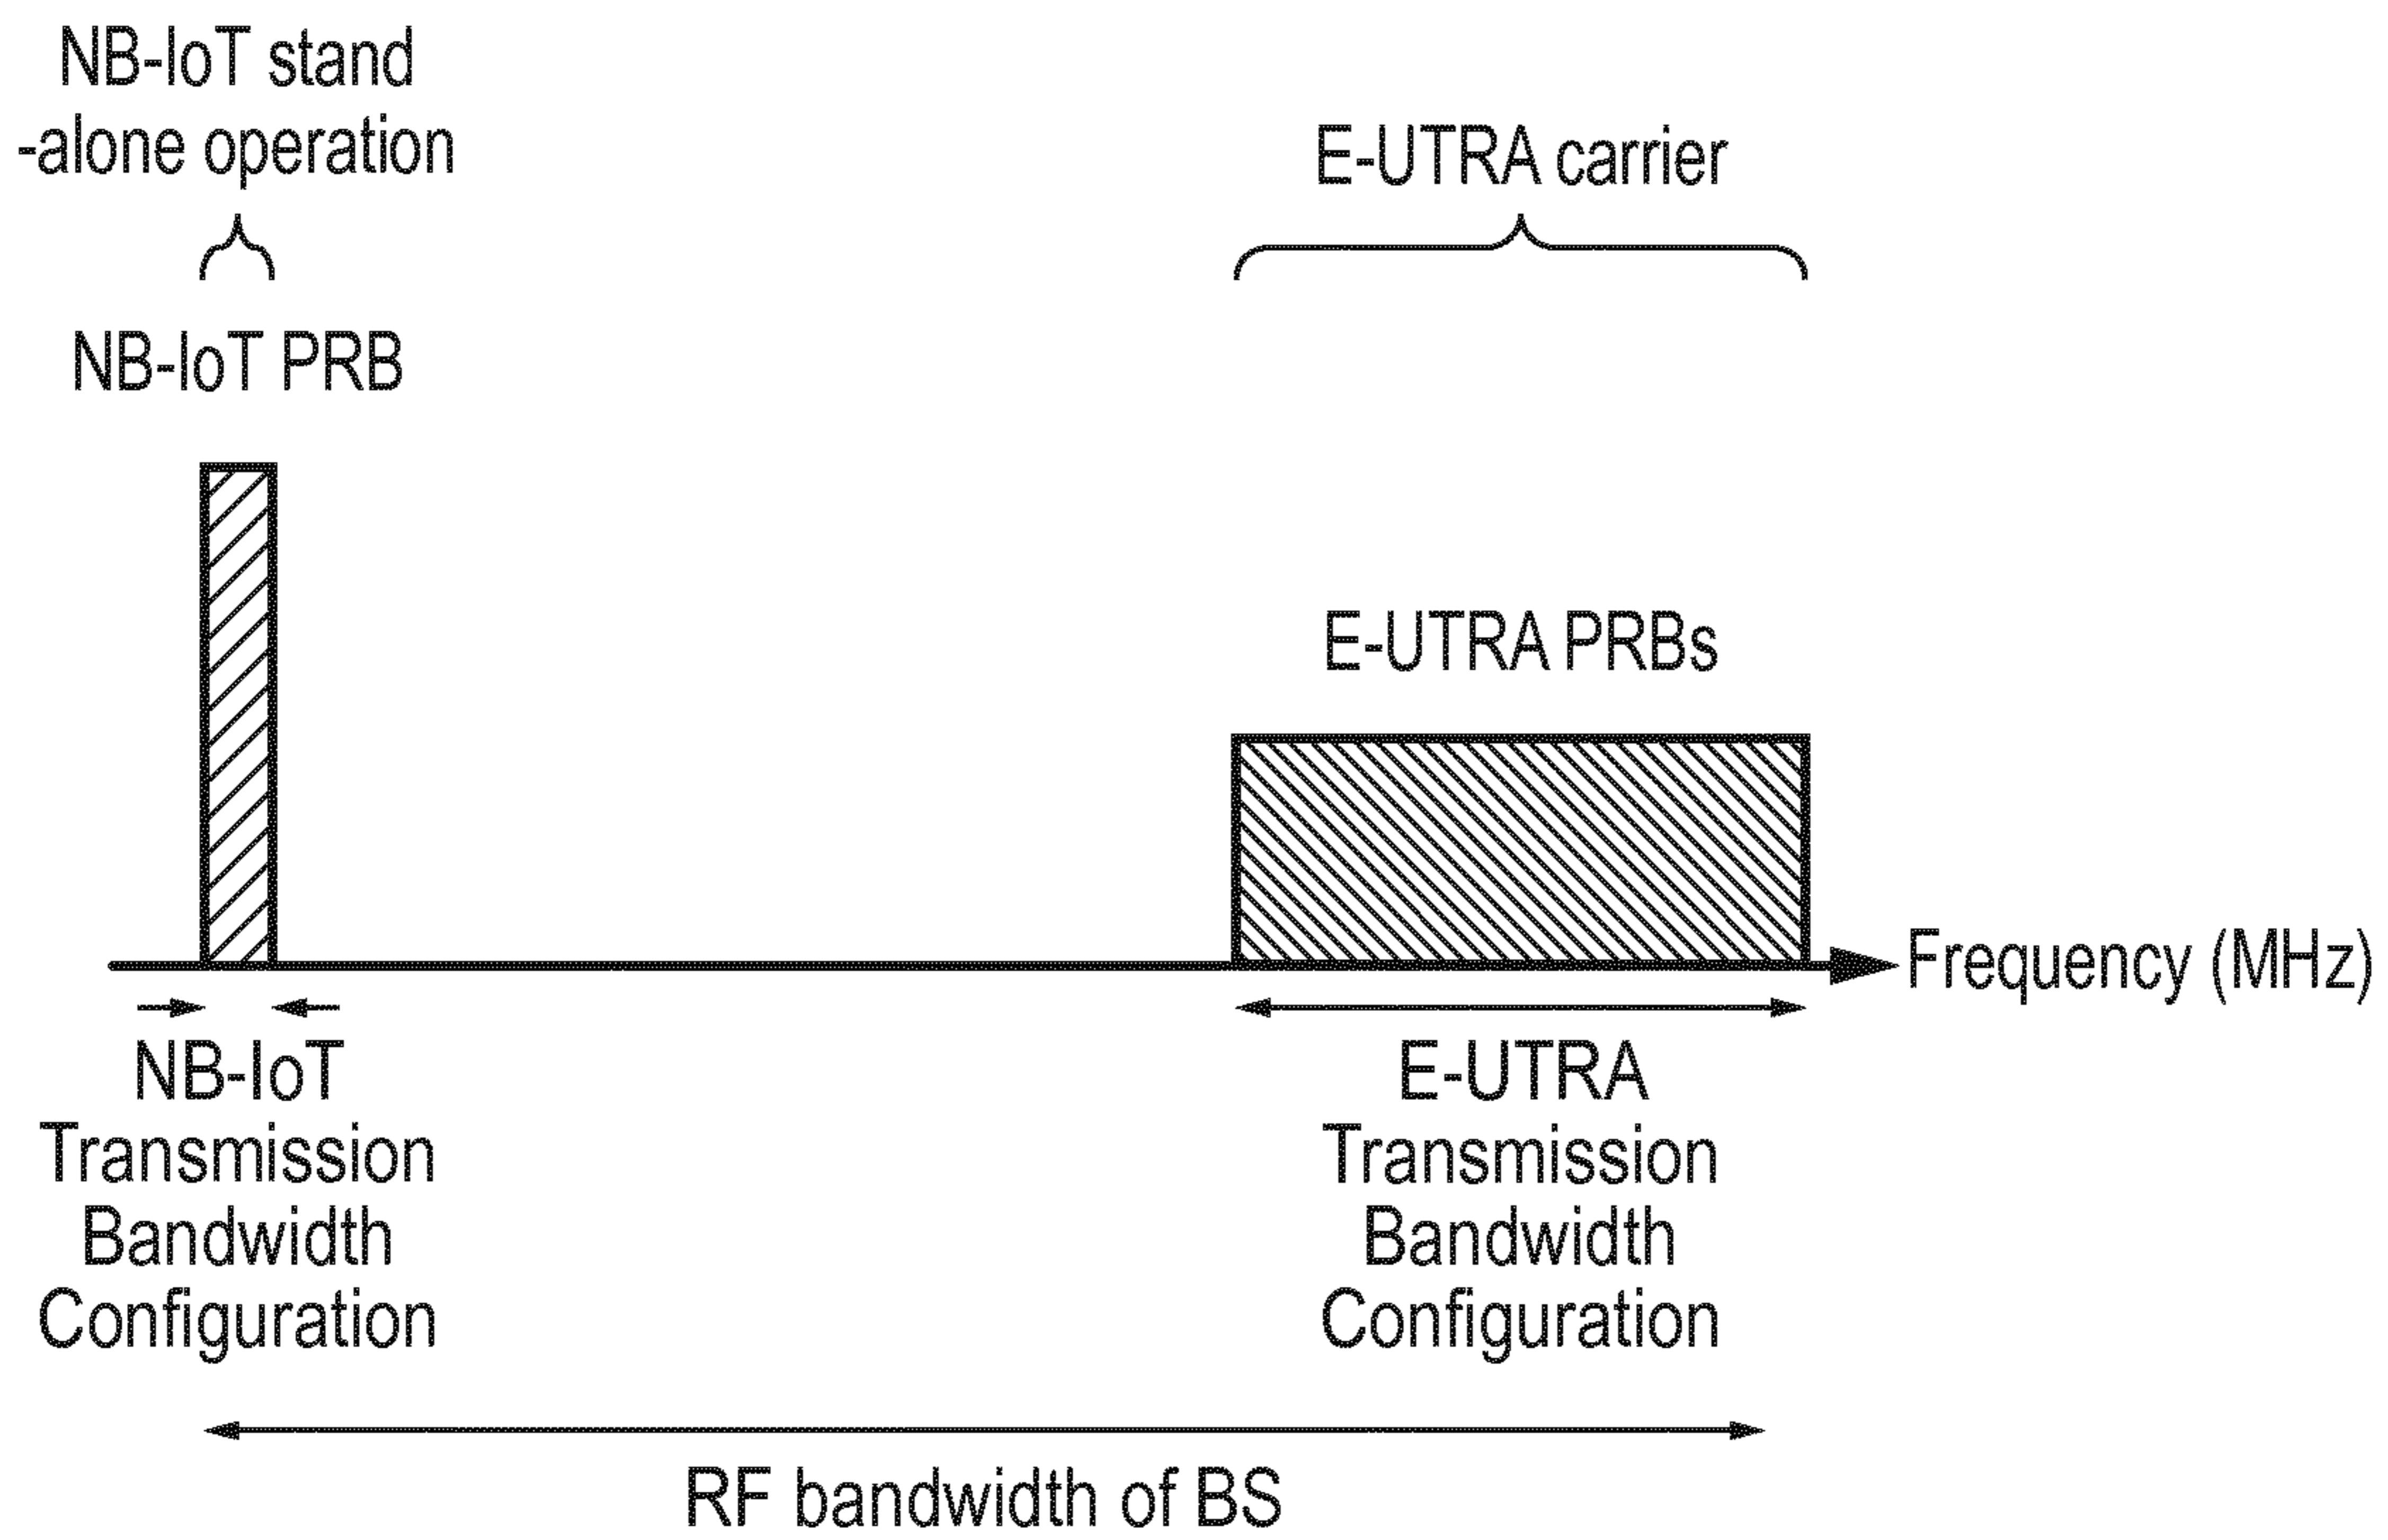 NB-IoT stand
-alone operation
E-UTRA carrier
NB-IoT PRB
E-UTRA PRBs
Frequency (MHz)
NB-IoT
Transmission
Bandwidth
Configuration
E-UTRA
Transmission
Bandwidth
Configuration
RF bandwidth of BS